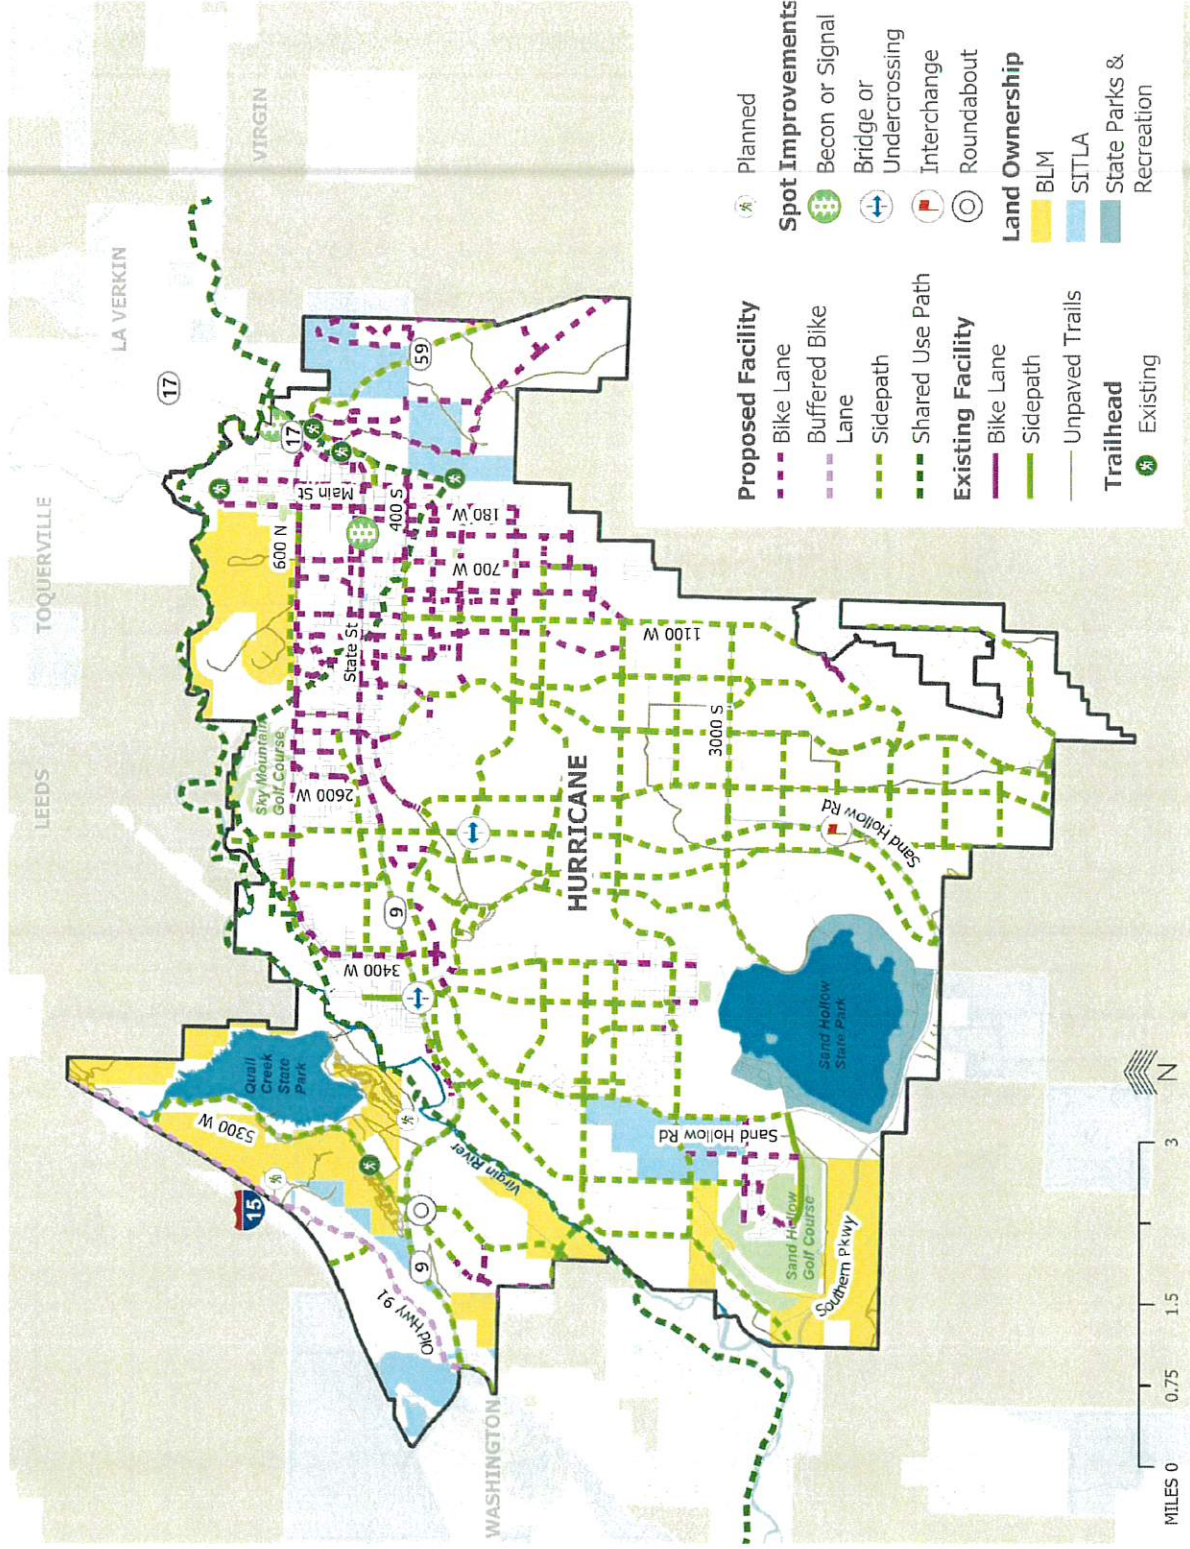 LEEDS
TOQUERVILLE
LA VERKIN
VIRGIN
WASHINGTON
HURRICANE
17
17
59
9
9
15
600 N
Main St
400 S
180 W
700 W
State St
1100 W
3000 S
2600 W
3400 W
5300 W
Old Hwy 91
Virgin River
Sand Hollow Rd
Sand Hollow Rd
Southern Pkwy
Sky Mountain
Golf Course
Quail
Creek
State
Park
Sand Hollow
State Park
Sand Hollow
Golf Course
Proposed Facility
Bike Lane
Buffered Bike
Lane
Sidepath
Shared Use Path
Existing Facility
Bike Lane
Sidepath
Unpaved Trails
Trailhead
Existing
Planned
Spot Improvements
Becon or Signal
Bridge or
Undercrossing
Interchange
Roundabout
Land Ownership
BLM
SITLA
State Parks &
Recreation
MILES 0 0.75 1.5 3
N